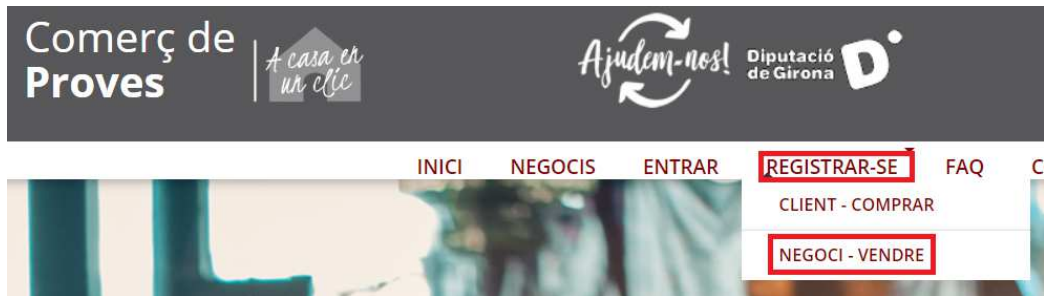 Comerç de
Proves
A casa en
un clic
Ajudem-nos!
Diputació
de Girona
D
INICI NEGOCIS ENTRAR REGISTRAR-SE FAQ C
CLIENT - COMPRAR
NEGOCI - VENDRE